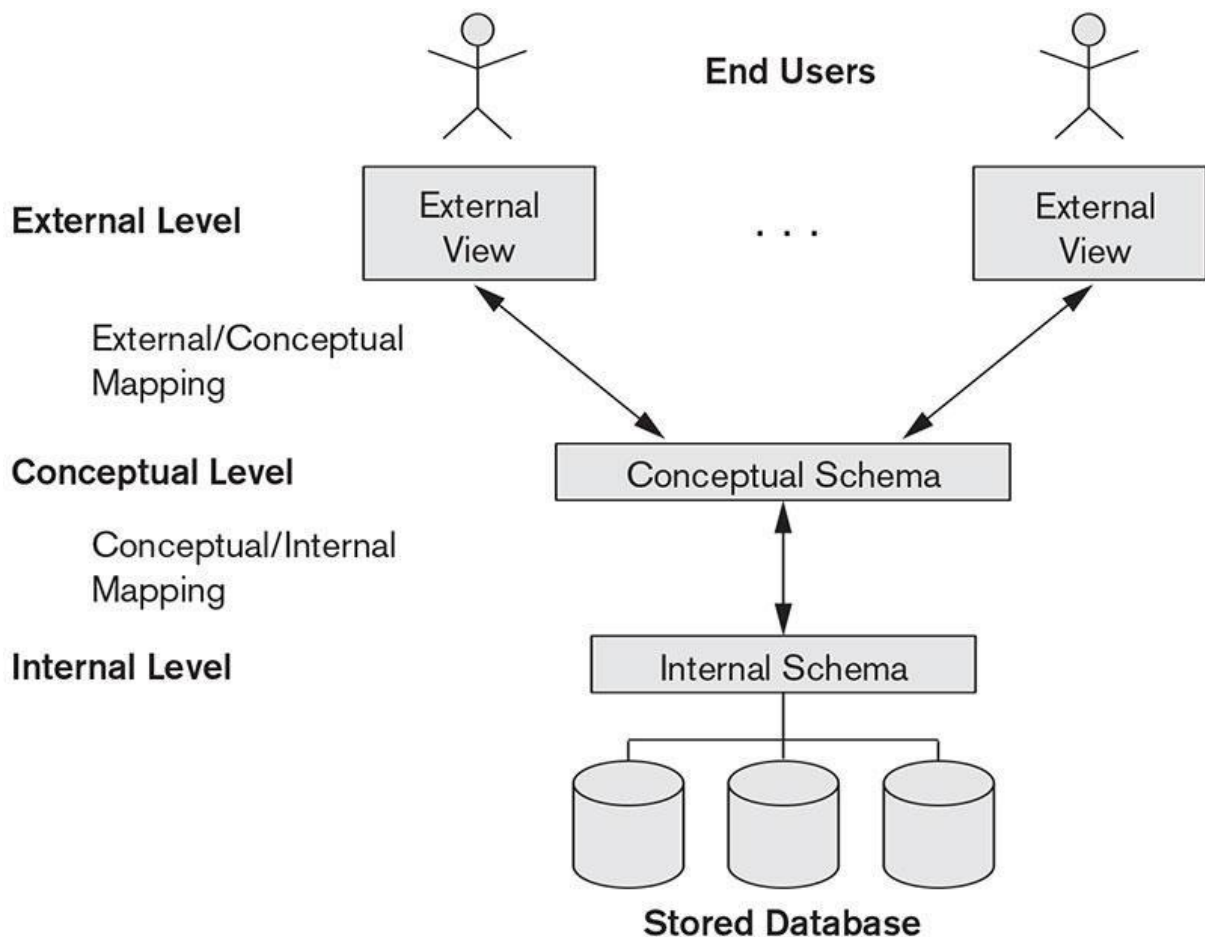 End Users
External Level
External
View
. . .
External
View
External/Conceptual
Mapping
Conceptual Level
Conceptual Schema
Conceptual/Internal
Mapping
Internal Level
Internal Schema
Stored Database